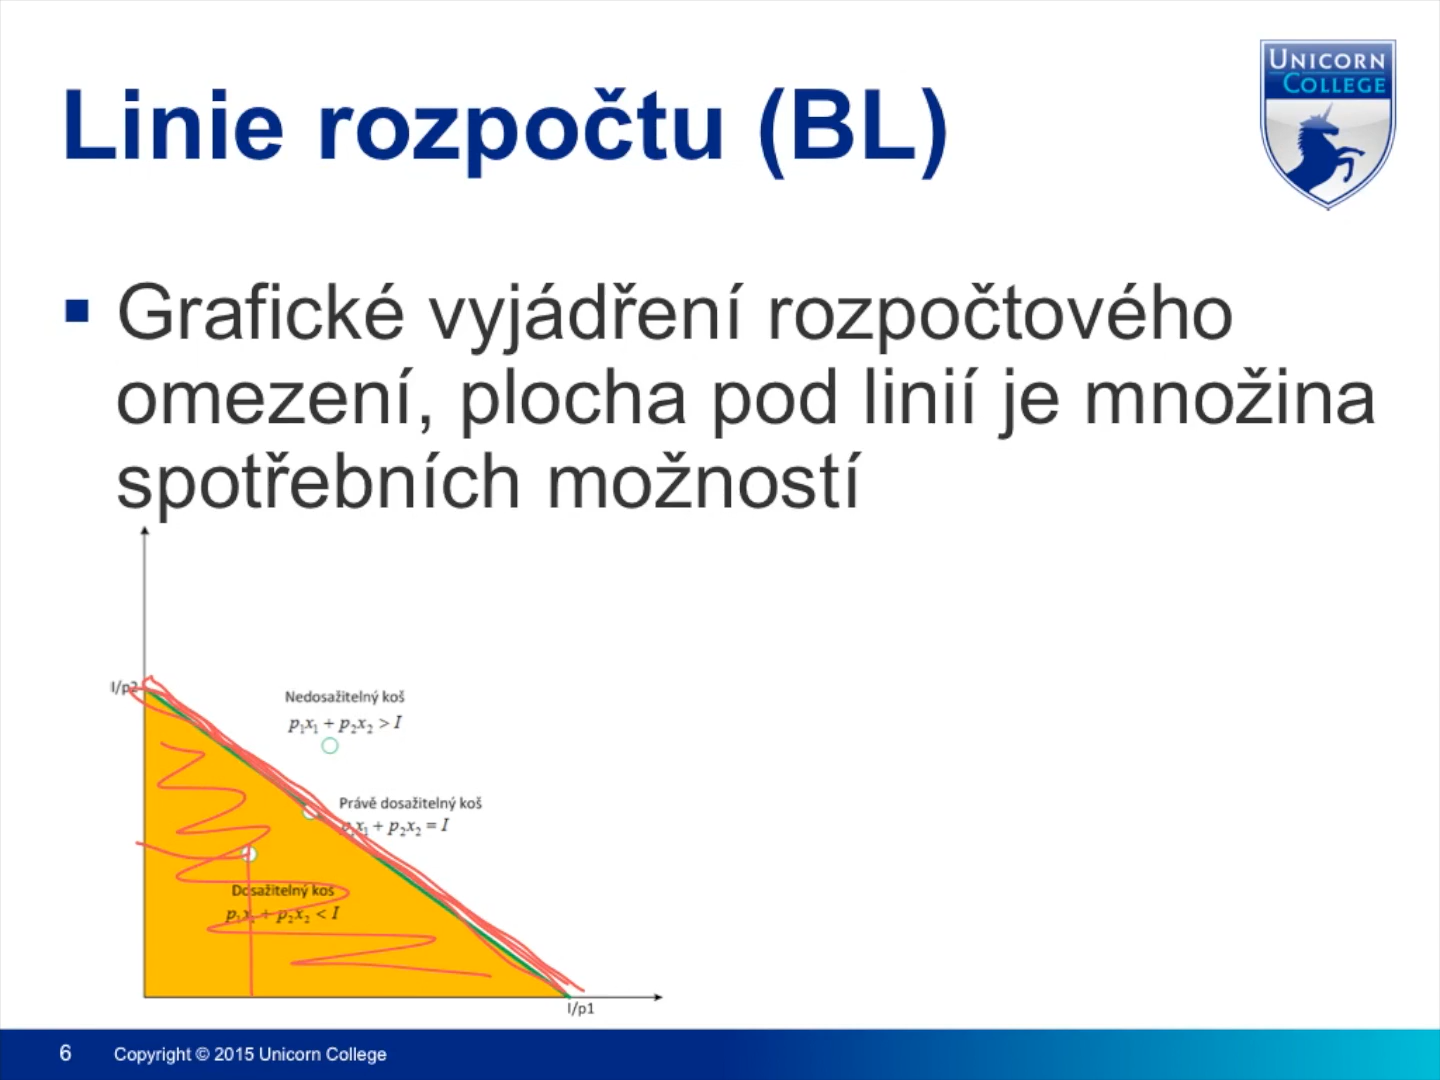 Linie rozpočtu (BL)
UNICORN
COLLEGE
▪ Grafické vyjádření rozpočtového
omezení, plocha pod linií je množina
spotřebních možností
I/p2
Nedosažitelný koš
p₁x₁ + p₂x₂ > I
Právě dosažitelný koš
p₁x₁ + p₂x₂ = I
Dosažitelný koš
p₁x₁ + p₂x₂ < I
I/p1
6 Copyright © 2015 Unicorn College